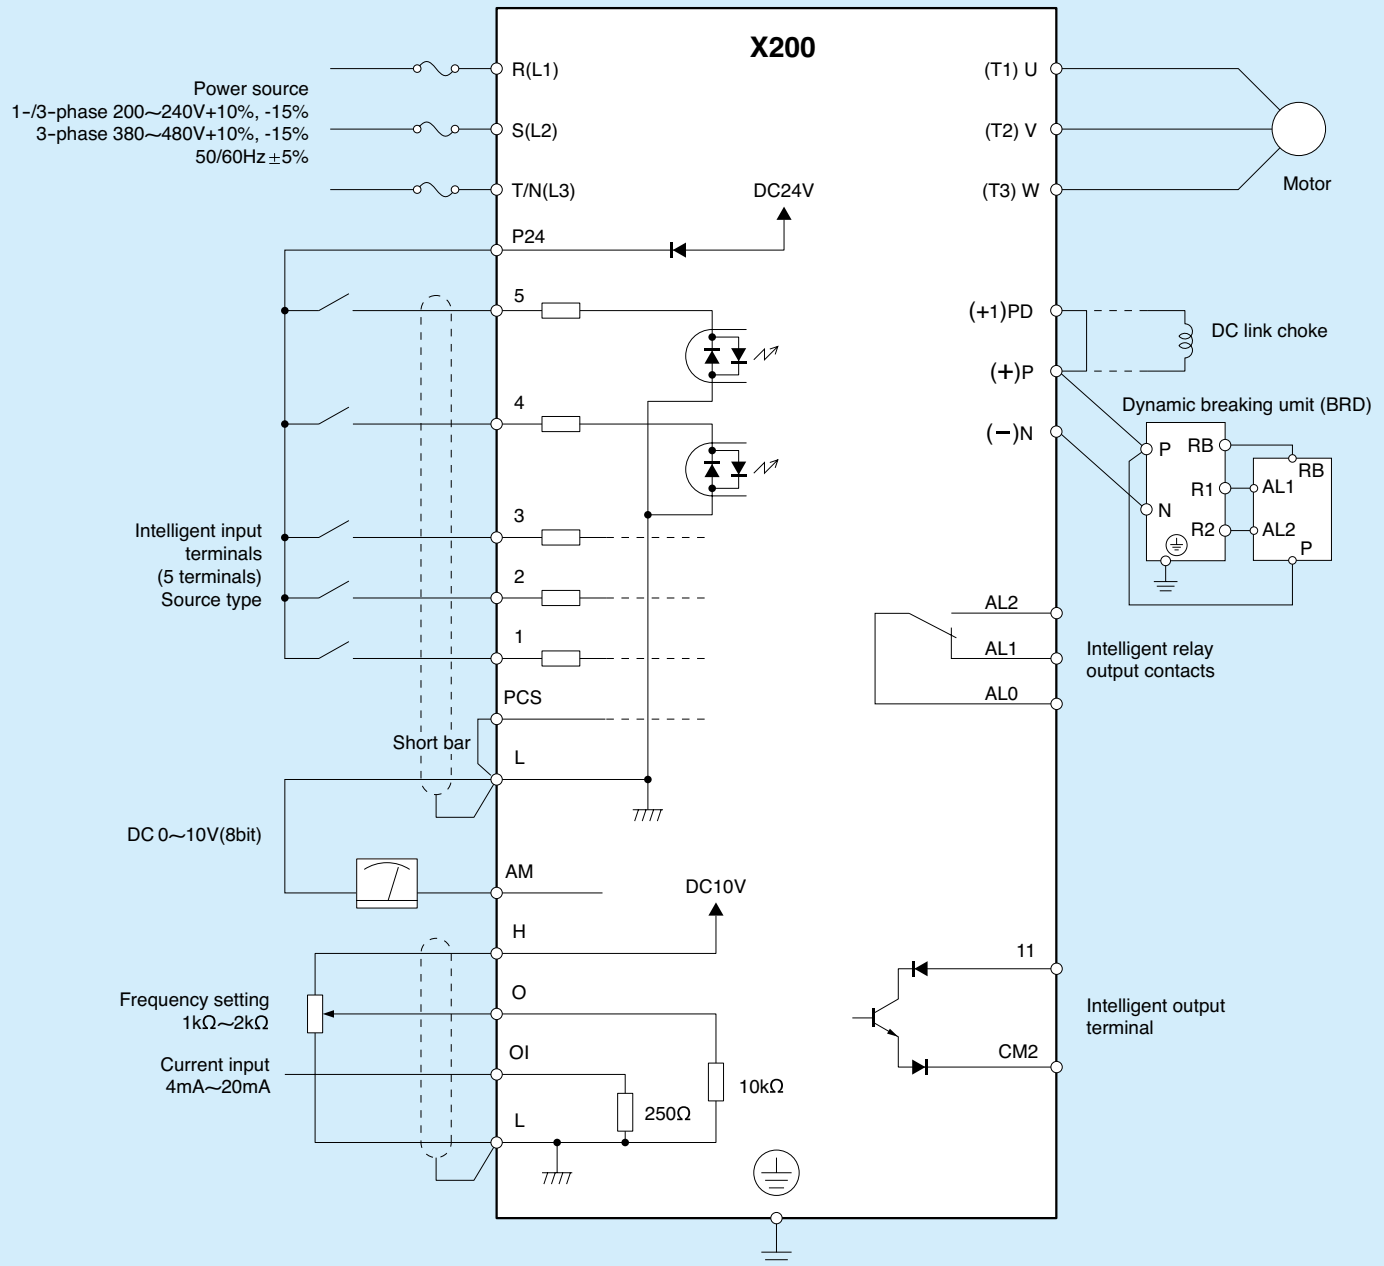 X200
R(L1)
Power source
1-/3-phase 200~240V+10%, -15%
3-phase 380~480V+10%, -15%
50/60Hz±5%
S(L2)
T/N(L3)
DC24V
P24
5
4
3
2
1
Intelligent input
terminals
(5 terminals)
Source type
PCS
Short bar
L
DC 0~10V(8bit)
AM
DC10V
H
O
Frequency setting
1kΩ~2kΩ
OI
Current input
4mA~20mA
10kΩ
250Ω
L
(T1) U
(T2) V
(T3) W
Motor
(+1)PD
DC link choke
(+)P
(−)N
Dynamic breaking umit (BRD)
P
RB
RB
R1
AL1
N
R2
AL2
P
AL2
AL1
AL0
Intelligent relay
output contacts
11
CM2
Intelligent output
terminal